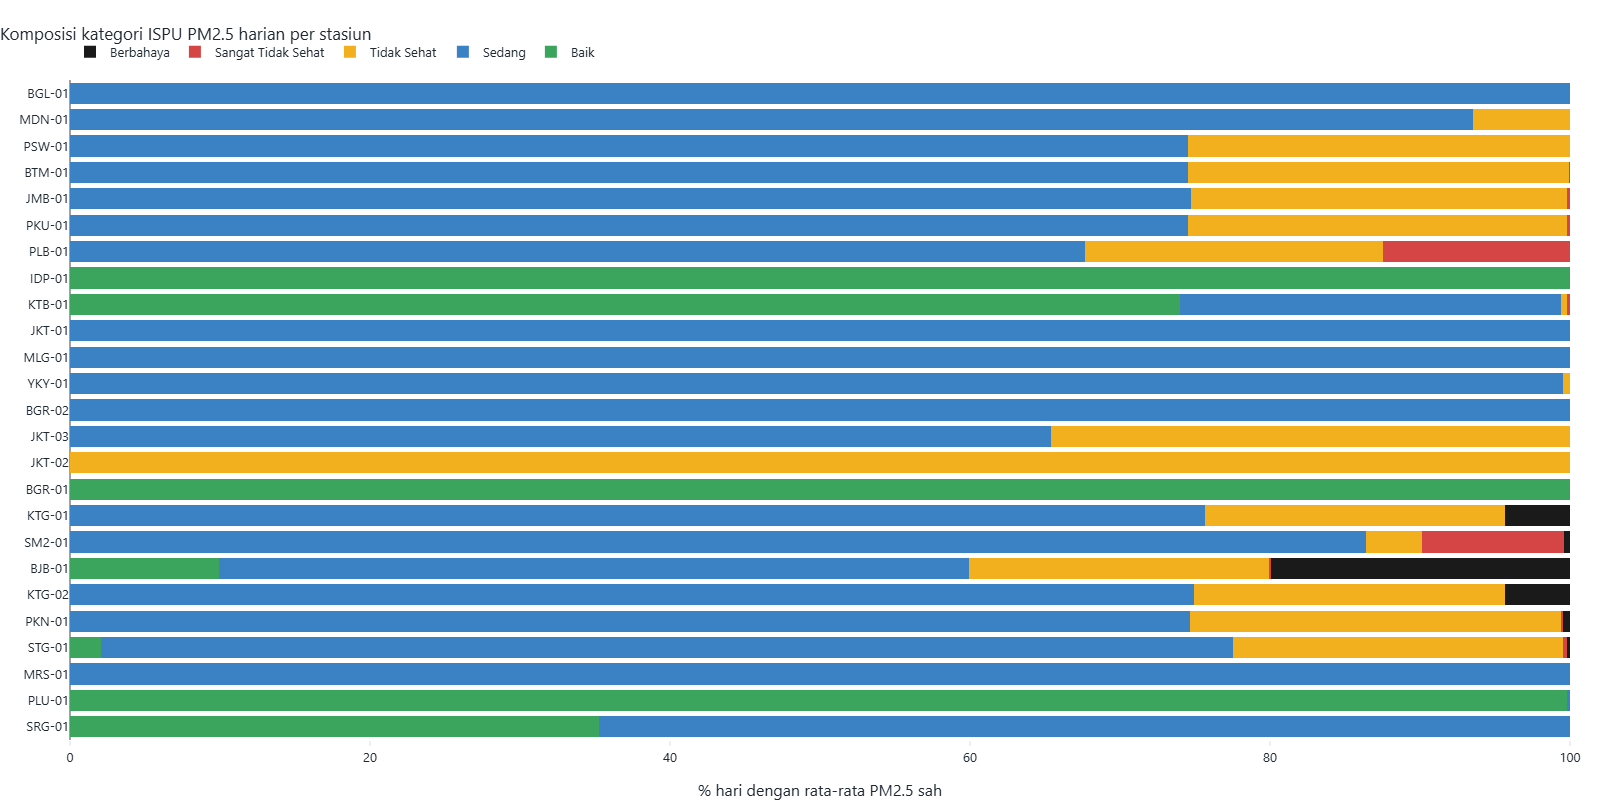 Komposisi kategori ISPU PM2.5 harian per stasiun
Berbahaya Sangat Tidak Sehat Tidak Sehat Sedang Baik
BGL-01
MDN-01
PSW-01
BTM-01
JMB-01
PKU-01
PLB-01
IDP-01
KTB-01
JKT-01
MLG-01
YKY-01
BGR-02
JKT-03
JKT-02
BGR-01
KTG-01
SM2-01
BJB-01
KTG-02
PKN-01
STG-01
MRS-01
PLU-01
SRG-01
0 20 40 60 80 100
% hari dengan rata-rata PM2.5 sah